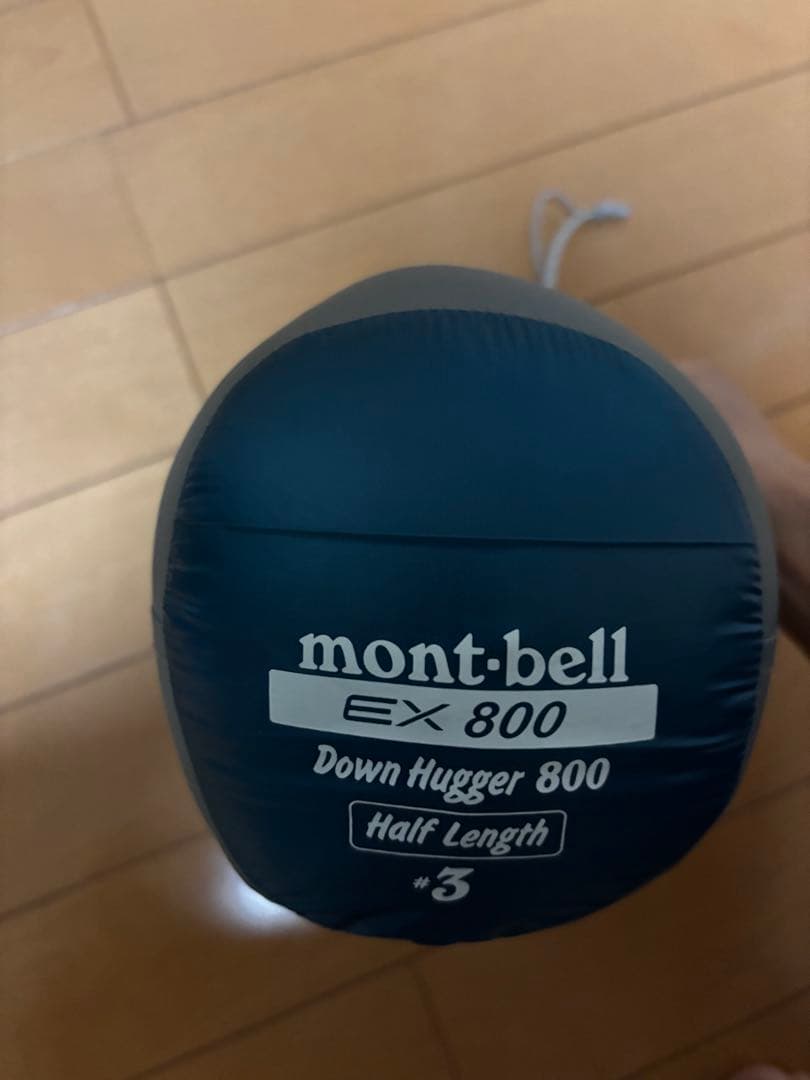 mont-bell
EX 800
Down Hugger 800
Half Length
#3